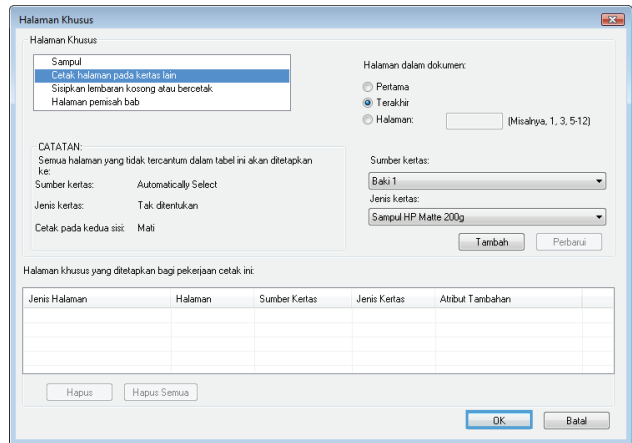 Halaman Khusus
Halaman Khusus
Sampul
Cetak halaman pada kertas lain
Sisipkan lembaran kosong atau bercetak
Halaman pemisah bab
Halaman dalam dokumen:
Pertama
Terakhir
Halaman:
(Misalnya, 1, 3, 5-12)
CATATAN:
Semua halaman yang tidak tercantum dalam tabel ini akan ditetapkan
ke:
Sumber kertas: Automatically Select
Jenis kertas: Tak ditentukan
Cetak pada kedua sisi: Mati
Sumber kertas:
Baki 1
Jenis kertas:
Sampul HP Matte 200g
Tambah Perbarui
Halaman khusus yang ditetapkan bagi pekerjaan cetak ini:
Jenis Halaman Halaman Sumber Kertas Jenis Kertas Atribut Tambahan
Hapus Hapus Semua
OK Batal